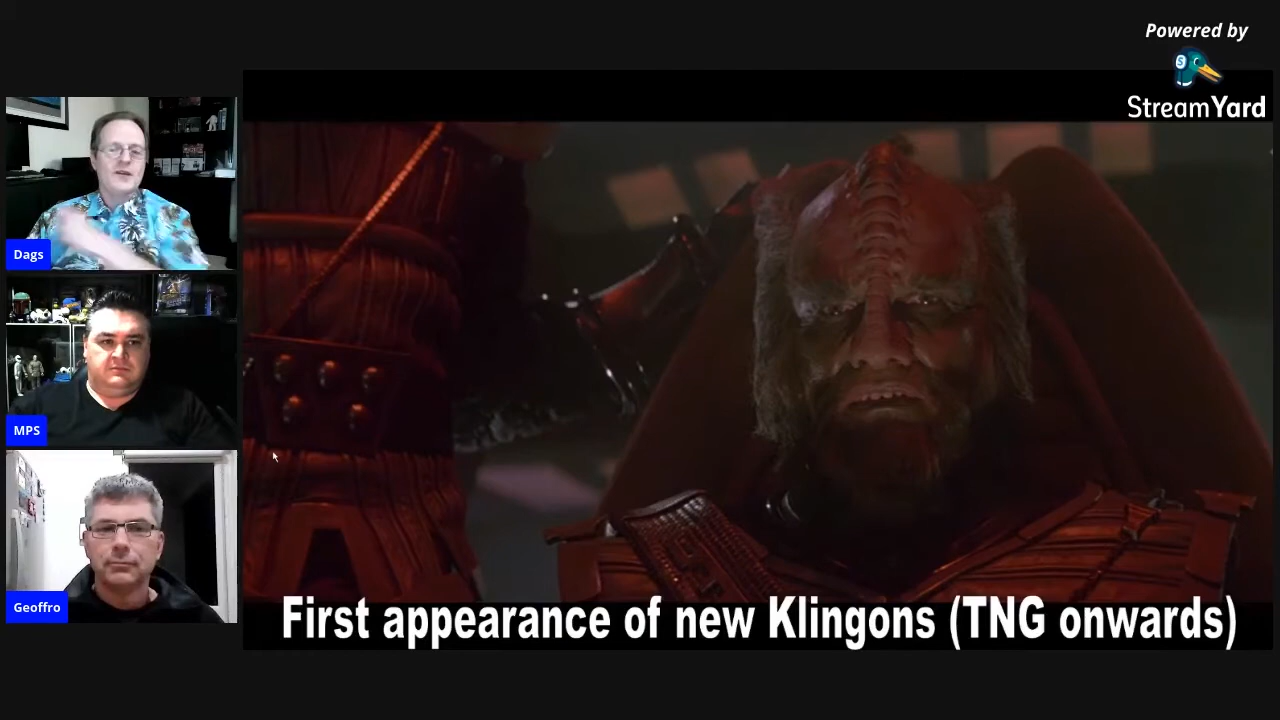 Powered by
StreamYard
Dags
MPS
Geoffro
First appearance of new Klingons (TNG onwards)